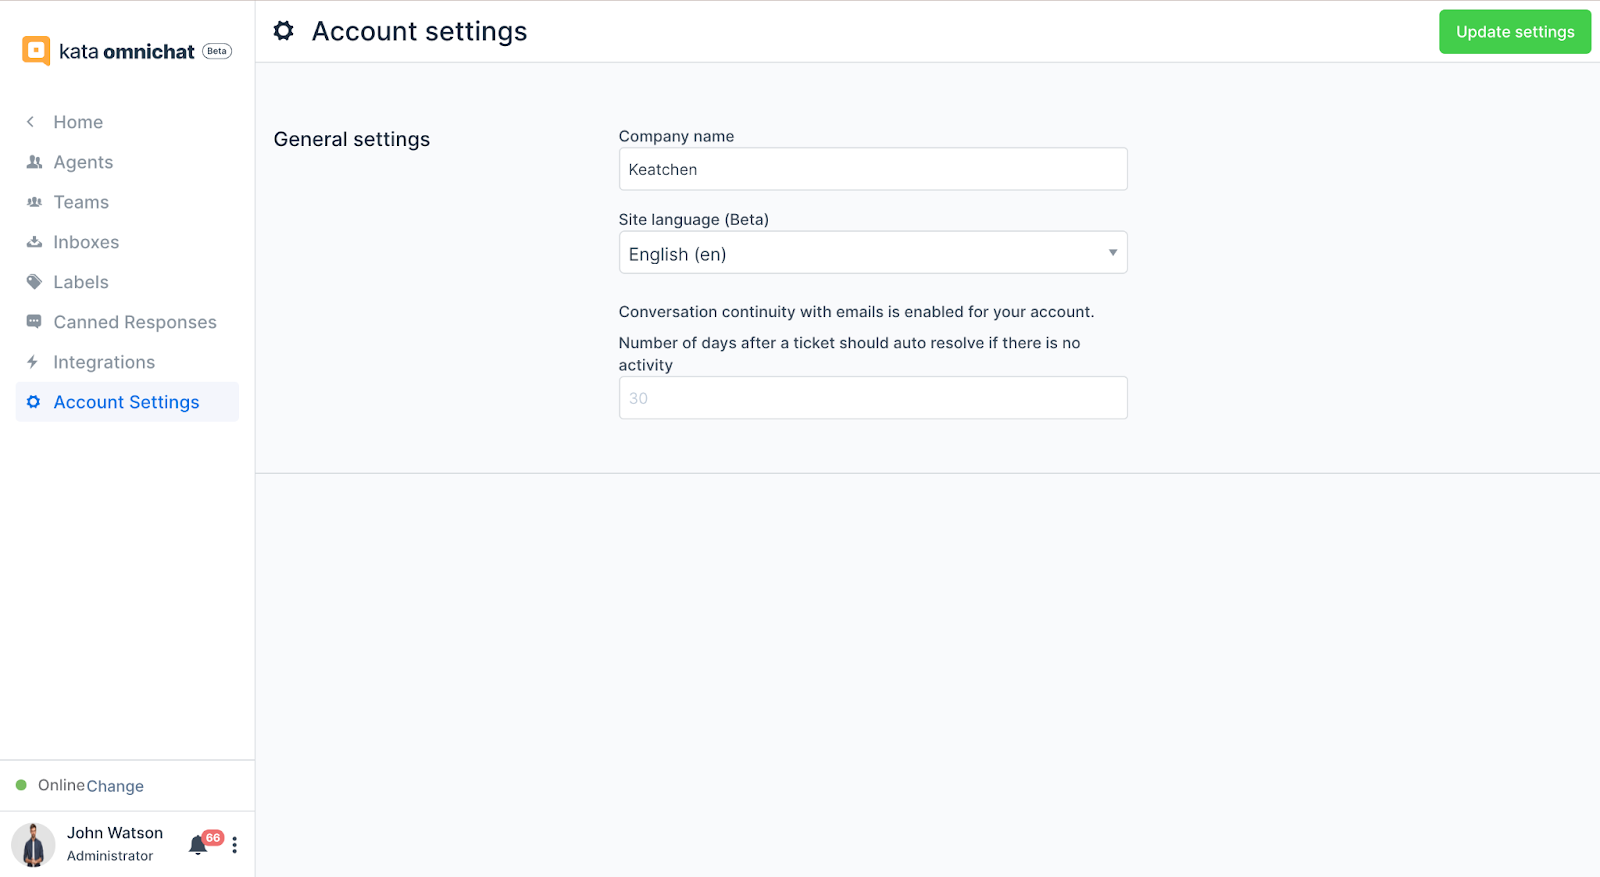 kata omnichat Beta
Home
Agents
Teams
Inboxes
Labels
Canned Responses
Integrations
Account Settings
Online Change
John Watson
Administrator
66
Account settings
Update settings
General settings
Company name
Keatchen
Site language (Beta)
English (en)
Conversation continuity with emails is enabled for your account.
Number of days after a ticket should auto resolve if there is no
activity
30